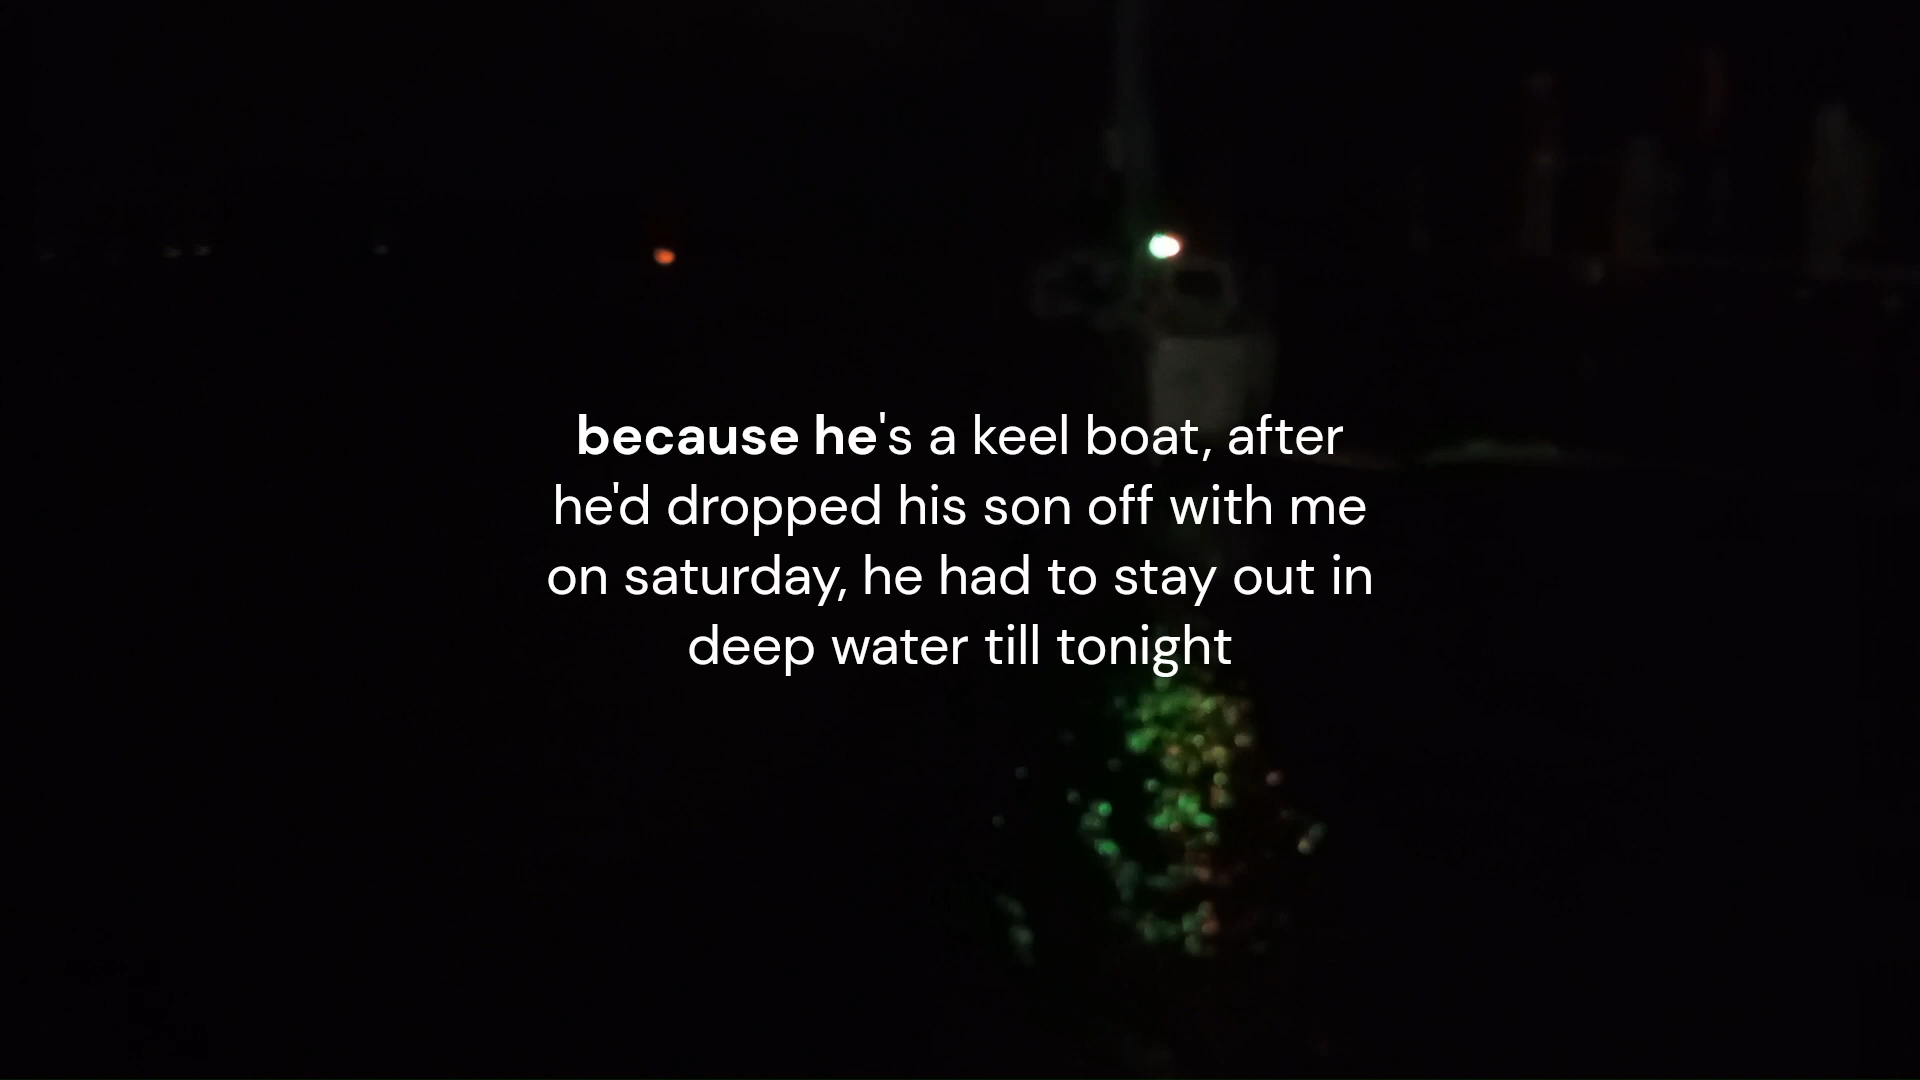 because he's a keel boat, after
he'd dropped his son off with me
on saturday, he had to stay out in
deep water till tonight